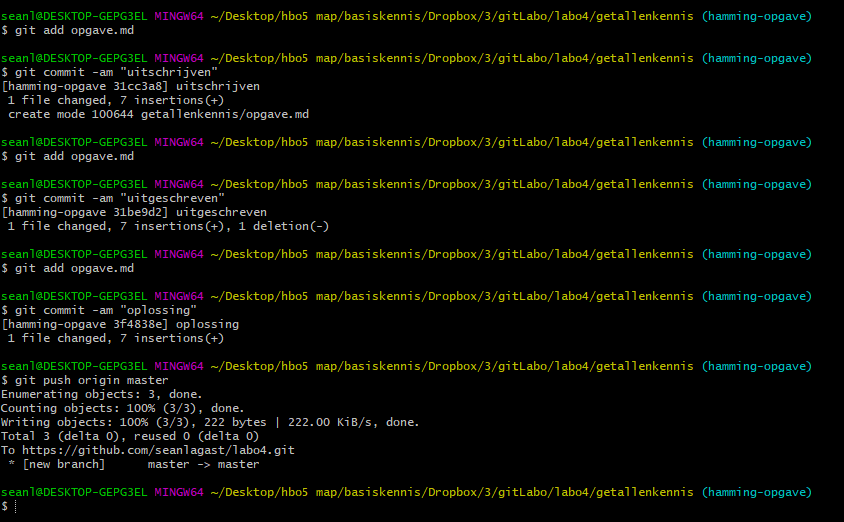 seanl@DESKTOP-GEPG3EL MINGW64 ~/Desktop/hbo5 map/basiskennis/Dropbox/3/gitLabo/labo4/getallenkennis (hamming-opgave)
$ git add opgave.md
seanl@DESKTOP-GEPG3EL MINGW64 ~/Desktop/hbo5 map/basiskennis/Dropbox/3/gitLabo/labo4/getallenkennis (hamming-opgave)
$ git commit -am "uitschrijven"
[hamming-opgave 31cc3a8] uitschrijven
 1 file changed, 7 insertions(+)
 create mode 100644 getallenkennis/opgave.md
seanl@DESKTOP-GEPG3EL MINGW64 ~/Desktop/hbo5 map/basiskennis/Dropbox/3/gitLabo/labo4/getallenkennis (hamming-opgave)
$ git add opgave.md
seanl@DESKTOP-GEPG3EL MINGW64 ~/Desktop/hbo5 map/basiskennis/Dropbox/3/gitLabo/labo4/getallenkennis (hamming-opgave)
$ git commit -am "uitgeschreven"
[hamming-opgave 31be9d2] uitgeschreven
 1 file changed, 7 insertions(+), 1 deletion(-)
seanl@DESKTOP-GEPG3EL MINGW64 ~/Desktop/hbo5 map/basiskennis/Dropbox/3/gitLabo/labo4/getallenkennis (hamming-opgave)
$ git add opgave.md
seanl@DESKTOP-GEPG3EL MINGW64 ~/Desktop/hbo5 map/basiskennis/Dropbox/3/gitLabo/labo4/getallenkennis (hamming-opgave)
$ git commit -am "oplossing"
[hamming-opgave 3f4838e] oplossing
 1 file changed, 7 insertions(+)
seanl@DESKTOP-GEPG3EL MINGW64 ~/Desktop/hbo5 map/basiskennis/Dropbox/3/gitLabo/labo4/getallenkennis (hamming-opgave)
$ git push origin master
Enumerating objects: 3, done.
Counting objects: 100% (3/3), done.
Writing objects: 100% (3/3), 222 bytes | 222.00 KiB/s, done.
Total 3 (delta 0), reused 0 (delta 0)
To https://github.com/seanlagast/labo4.git
 * [new branch]      master -> master
seanl@DESKTOP-GEPG3EL MINGW64 ~/Desktop/hbo5 map/basiskennis/Dropbox/3/gitLabo/labo4/getallenkennis (hamming-opgave)
$